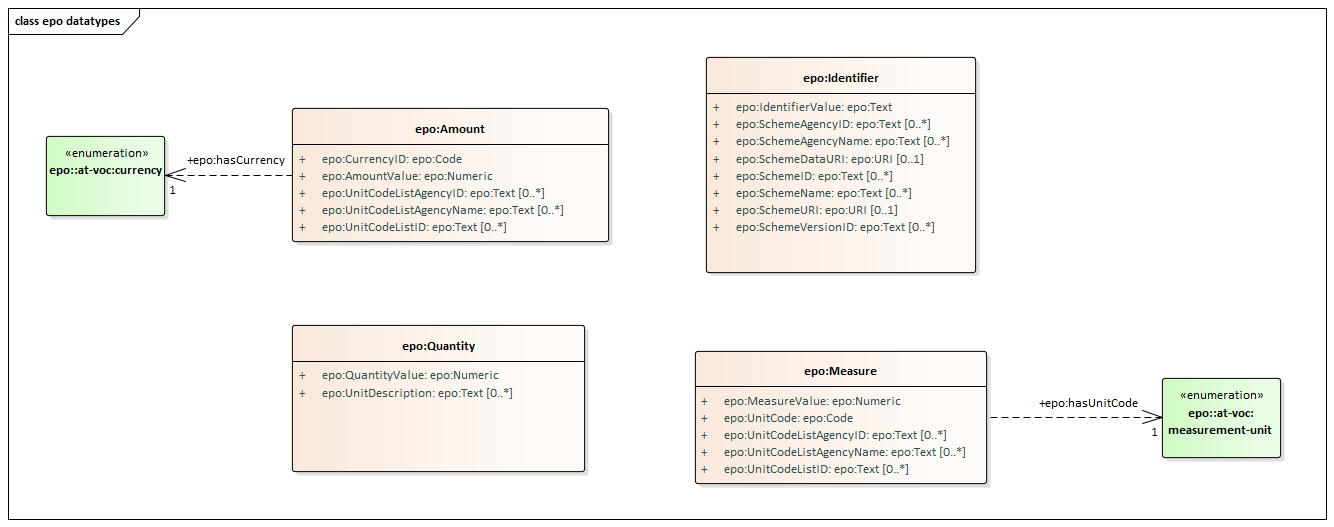 class epo datatypes
«enumeration»
epo::at-voc:currency
+epo:hasCurrency
1
epo:Amount
+ epo:CurrencyID: epo:Code
+ epo:AmountValue: epo:Numeric
+ epo:UnitCodeListAgencyID: epo:Text [0..*]
+ epo:UnitCodeListAgencyName: epo:Text [0..*]
+ epo:UnitCodeListID: epo:Text [0..*]
epo:Identifier
+ epo:IdentifierValue: epo:Text
+ epo:SchemeAgencyID: epo:Text [0..*]
+ epo:SchemeAgencyName: epo:Text [0..*]
+ epo:SchemeDataURI: epo:URI [0..1]
+ epo:SchemeID: epo:Text [0..*]
+ epo:SchemeName: epo:Text [0..*]
+ epo:SchemeURI: epo:URI [0..1]
+ epo:SchemeVersionID: epo:Text [0..*]
epo:Quantity
+ epo:QuantityValue: epo:Numeric
+ epo:UnitDescription: epo:Text [0..*]
epo:Measure
+ epo:MeasureValue: epo:Numeric
+ epo:UnitCode: epo:Code
+ epo:UnitCodeListAgencyID: epo:Text [0..*]
+ epo:UnitCodeListAgencyName: epo:Text [0..*]
+ epo:UnitCodeListID: epo:Text [0..*]
+epo:hasUnitCode
1
«enumeration»
epo::at-voc:
measurement-unit